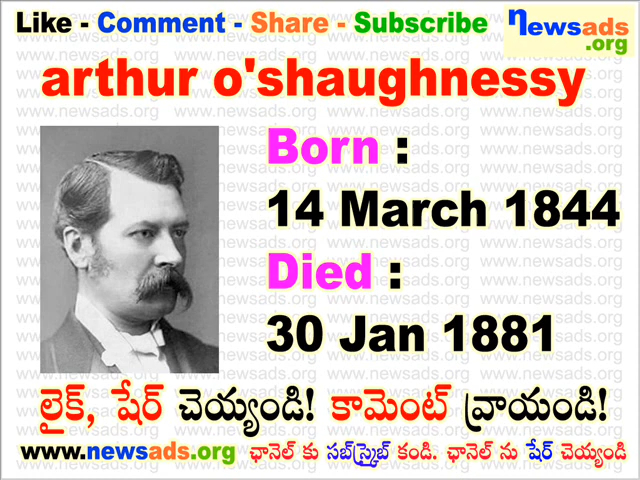 Like - Comment - Share - Subscribe
newsads
.org
arthur o'shaughnessy
Born :
14 March 1844
Died :
30 Jan 1881
లైక్, షేర్ చెయ్యండి! కామెంట్ వ్రాయండి!
www.newsads.org ఛానెల్ కు సబ్‌స్క్రైబ్ కండి. ఛానెల్ ను షేర్ చెయ్యండి